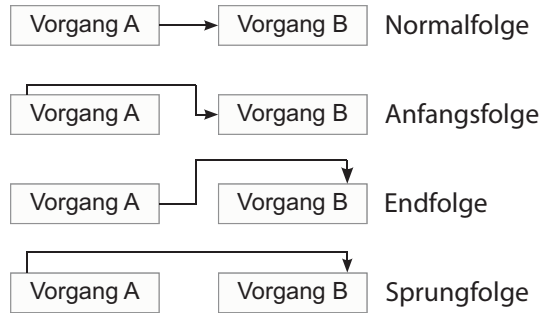 Vorgang A Vorgang B Normalfolge
Vorgang A Vorgang B Anfangsfolge
Vorgang A Vorgang B Endfolge
Vorgang A Vorgang B Sprungfolge